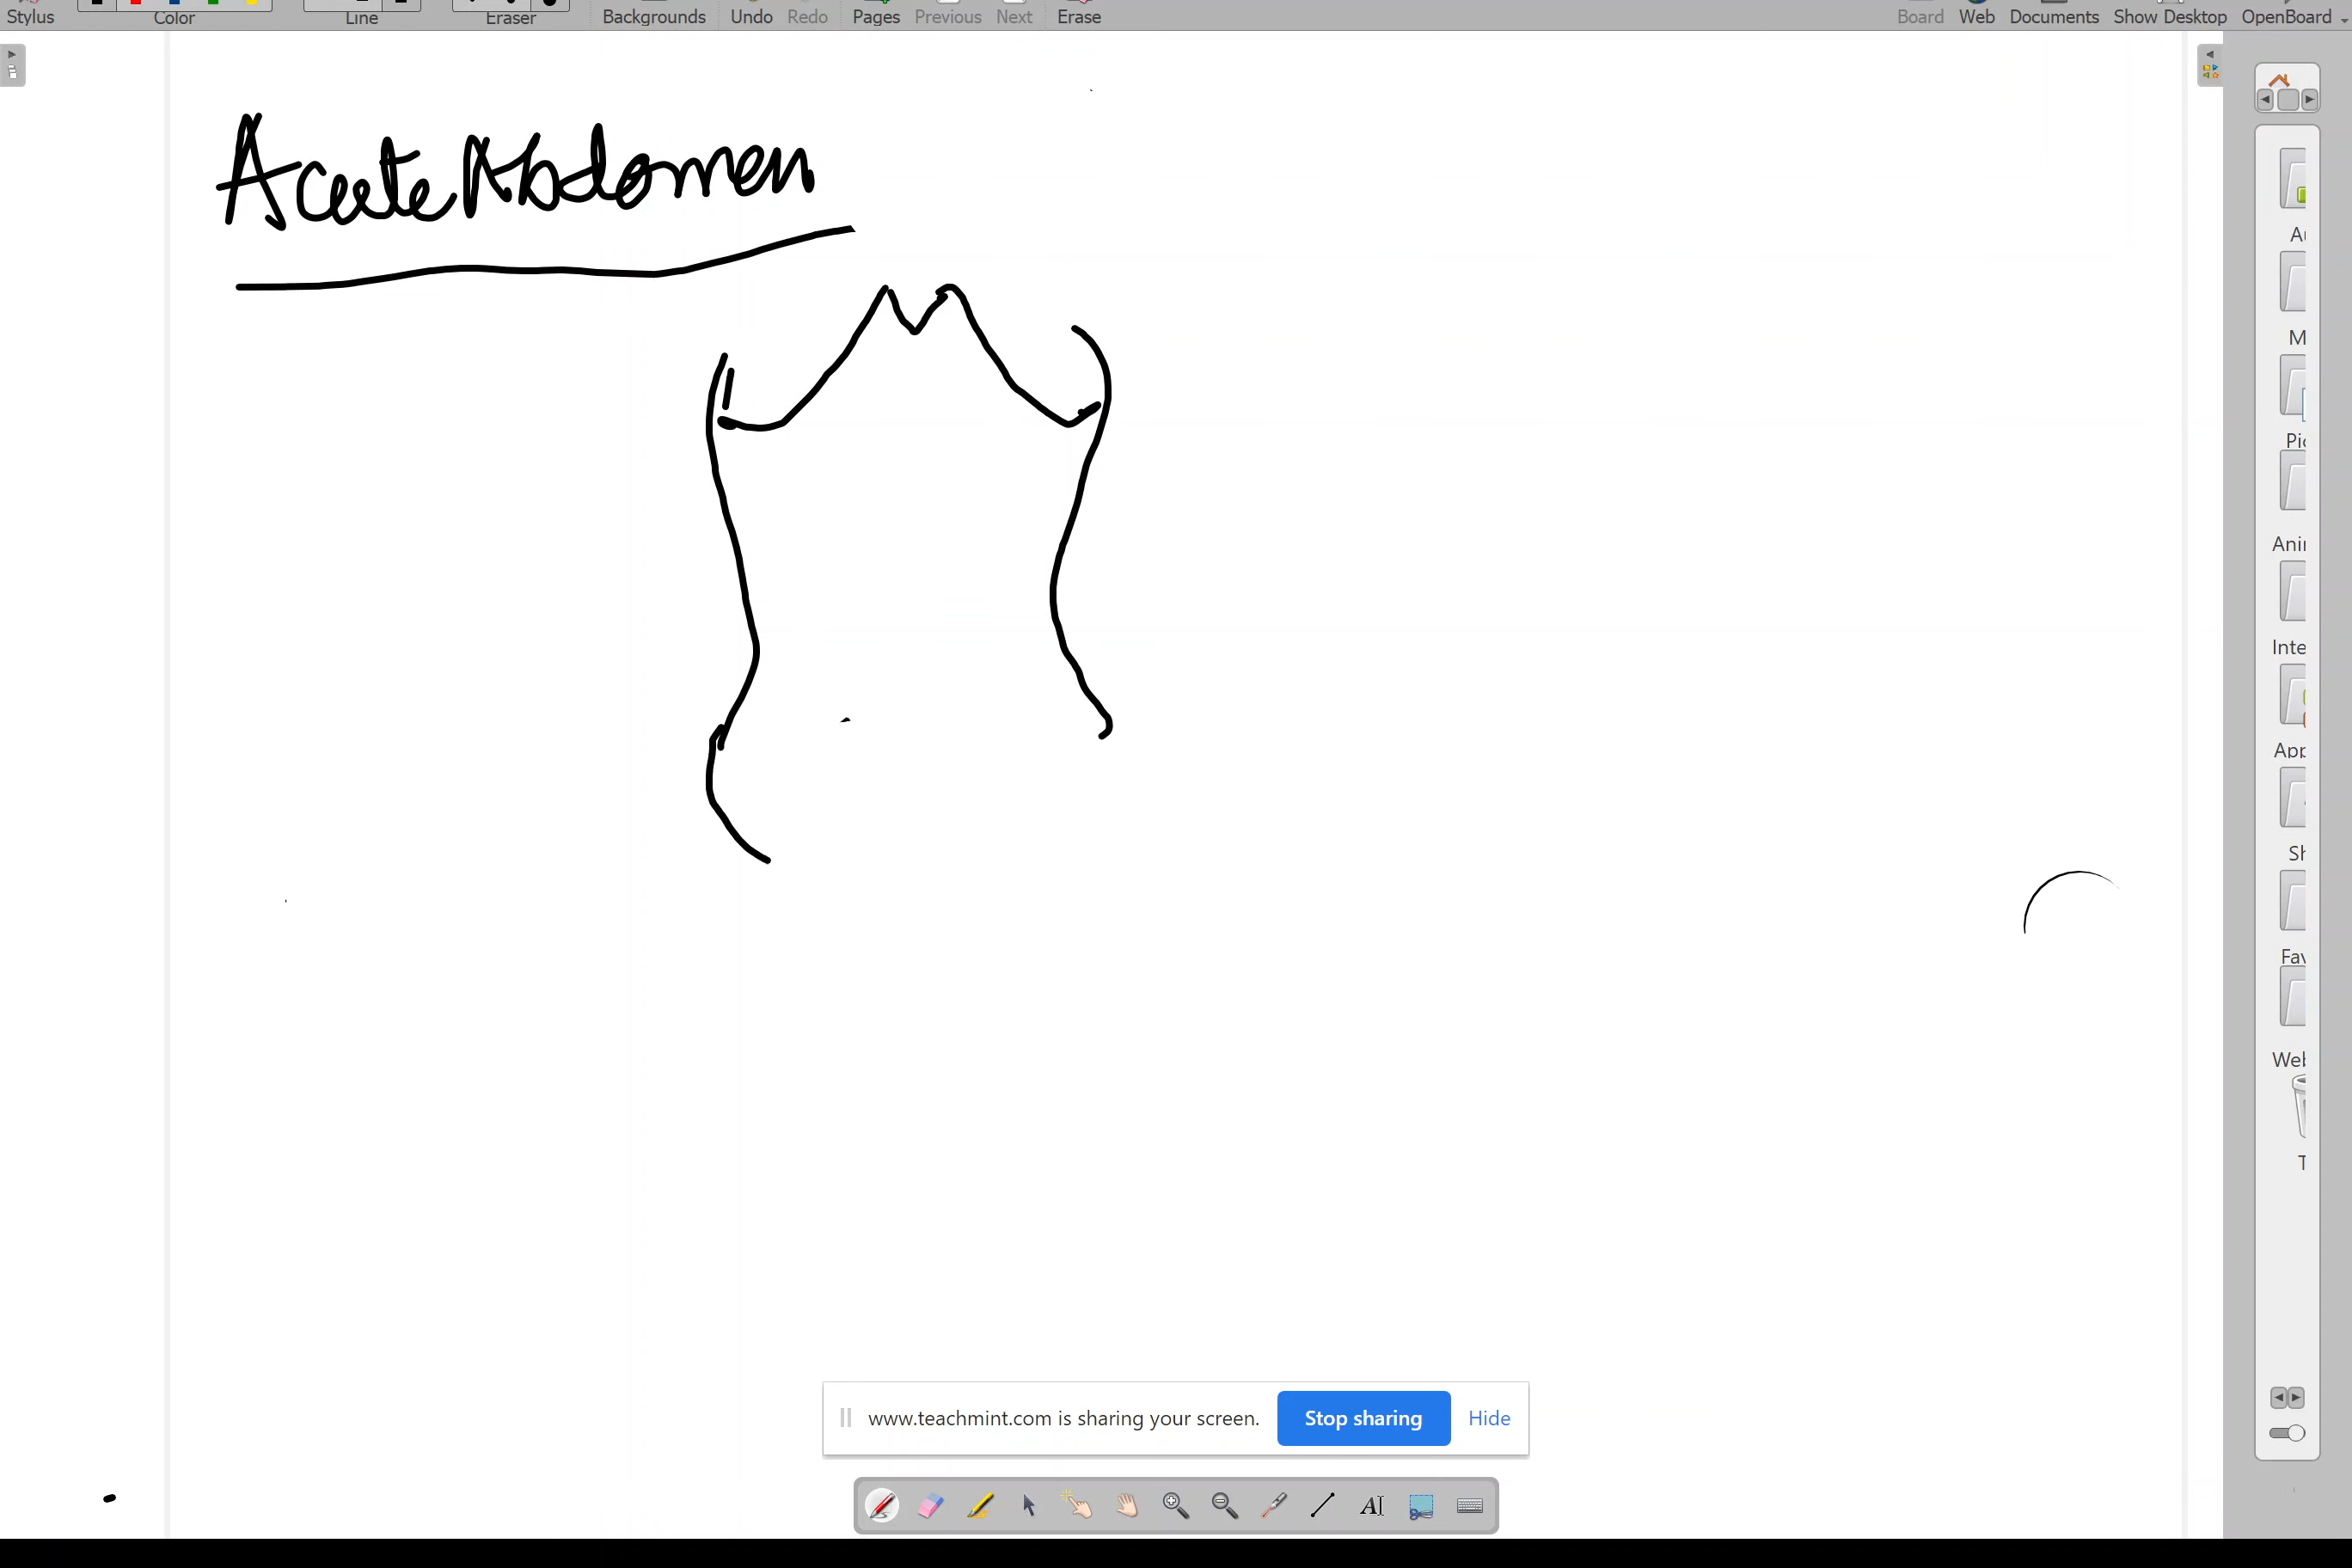 Stylus Color Line Eraser Backgrounds Undo Redo Pages Previous Next Erase Board Web Documents Show Desktop OpenBoard
Acute Abdomen
www.teachmint.com is sharing your screen. Stop sharing Hide
AI